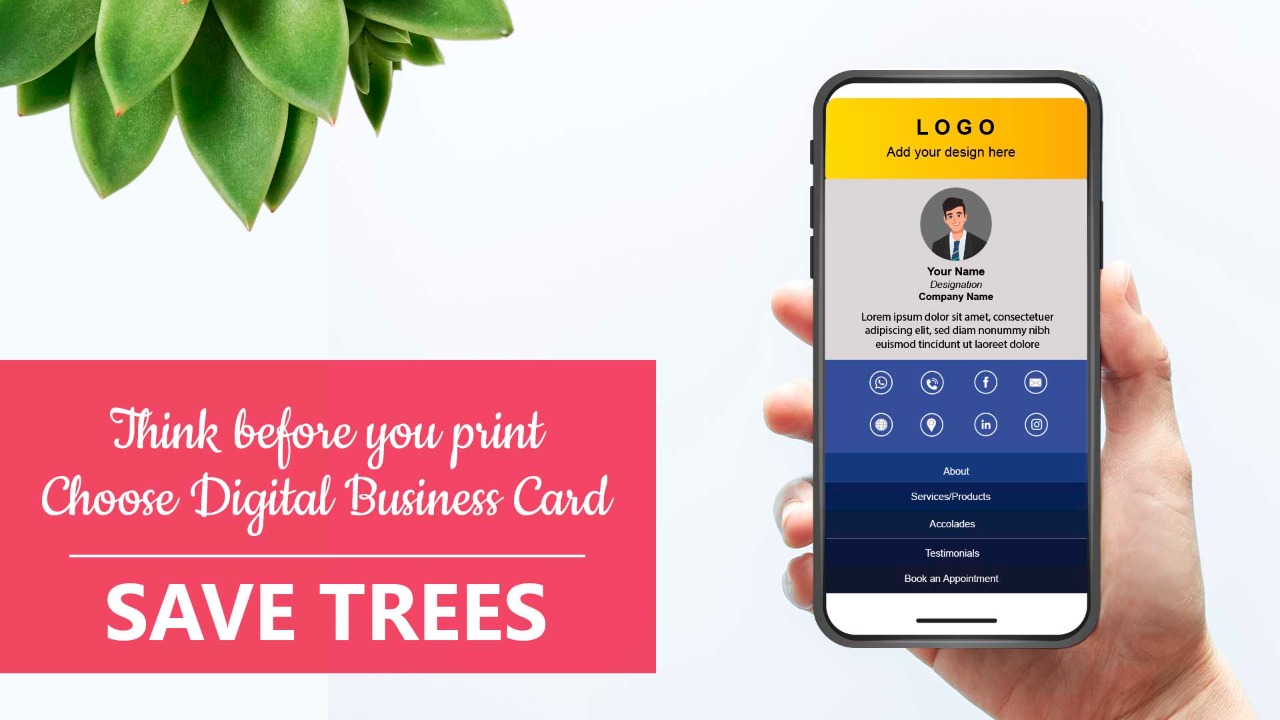 Think before you print
Choose Digital Business Card
SAVE TREES
LOGO
Add your design here
Your Name
Designation
Company Name
Lorem ipsum dolor sit amet, consectetuer
adipiscing elit, sed diam nonummy nibh
euismod tincidunt ut laoreet dolore
f
in
About
Services/Products
Accolades
Testimonials
Book an Appointment